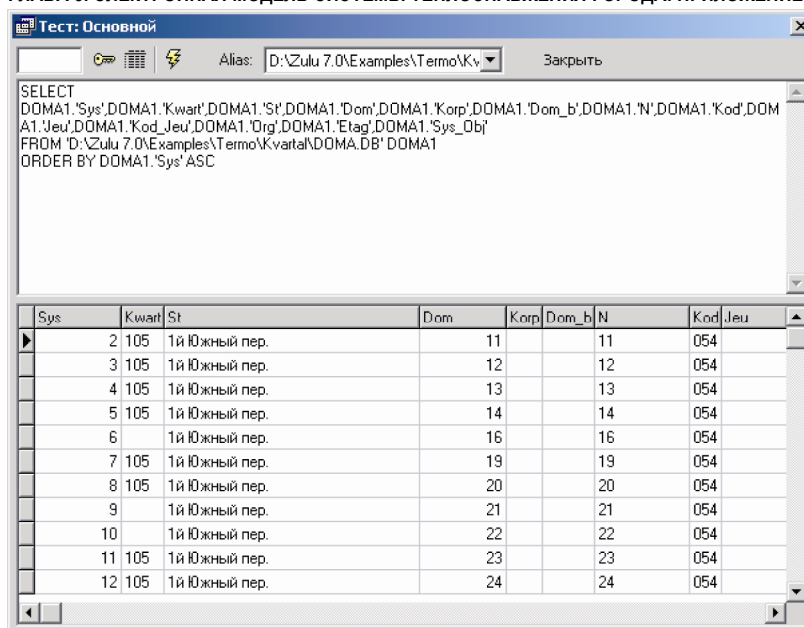 Тест: Основной
Alias: D:\Zulu 7.0\Examples\Termo\Kv Закрыть
SELECT
DOMA1.'Sys',DOMA1.'Kwart',DOMA1.'St',DOMA1.'Dom',DOMA1.'Korp',DOMA1.'Dom_b',DOMA1.'N',DOMA1.'Kod',DOM
A1.'Jeu',DOMA1.'Kod_Jeu',DOMA1.'Org',DOMA1.'Etag',DOMA1.'Sys_Obj'
FROM 'D:\Zulu 7.0\Examples\Termo\Kvartal\DOMA.DB' DOMA1
ORDER BY DOMA1.'Sys' ASC
Sys Kwart St Dom Korp Dom_b N Kod Jeu
2 105 1й Южный пер. 11 11 054
3 105 1й Южный пер. 12 12 054
4 105 1й Южный пер. 13 13 054
5 105 1й Южный пер. 14 14 054
6 1й Южный пер. 16 16 054
7 105 1й Южный пер. 19 19 054
8 105 1й Южный пер. 20 20 054
9 1й Южный пер. 21 21 054
10 1й Южный пер. 22 22 054
11 105 1й Южный пер. 23 23 054
12 105 1й Южный пер. 24 24 054